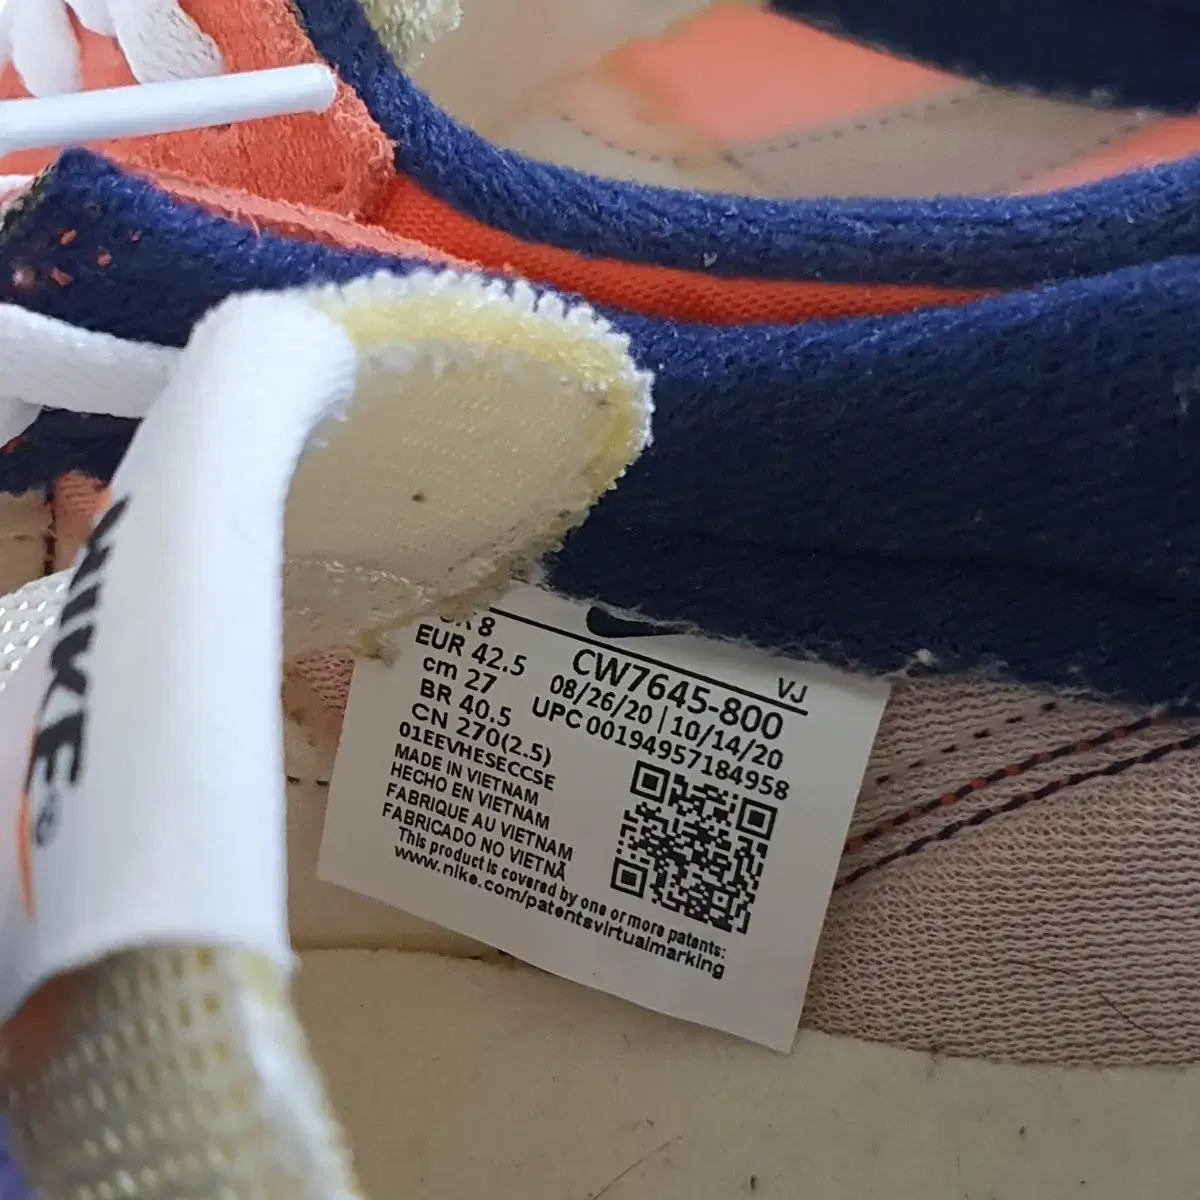 8
EUR 42.5
cm 27
BR 40.5
CN 270(2.5)
01EEVHESECC5E
MADE IN VIETNAM
HECHO EN VIETNAM
FABRIQUE AU VIETNAM
FABRICADO NO VIETNÃ
This product is covered by one or more patents:
www.nike.com/patentsvirtualmarking
VJ
CW7645-800
08/26/20 | 10/14/20
UPC 00194957184958
NIKE®